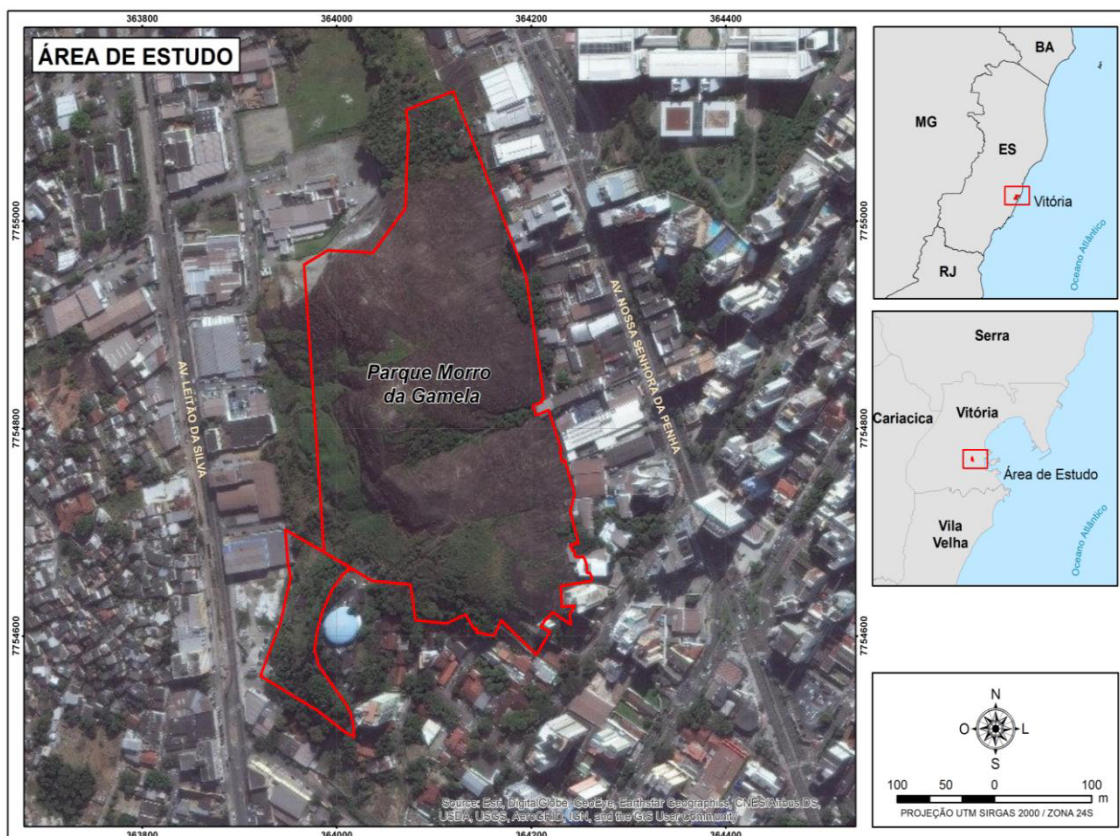 363800
364000
364200
364400
ÁREA DE ESTUDO
7755000
7754800
7754600
7755000
7754800
7754600
AV. LEITÃO DA SILVA
AV. NOSSA SENHORA DA PENHA
Parque Morro
da Gamela
Source: Esri, DigitalGlobe, GeoEye, Earthstar Geographics, CNES/Airbus DS,
USDA, USGS, AeroGRID, IGN, and the GIS User Community
363800
364000
364200
364400
BA
MG
ES
Vitória
RJ
Oceano Atlântico
Serra
Cariacica
Vitória
Área de Estudo
Vila
Velha
Oceano Atlântico
N
O
L
S
100 50 0 100
m
PROJEÇÃO UTM SIRGAS 2000 / ZONA 24S